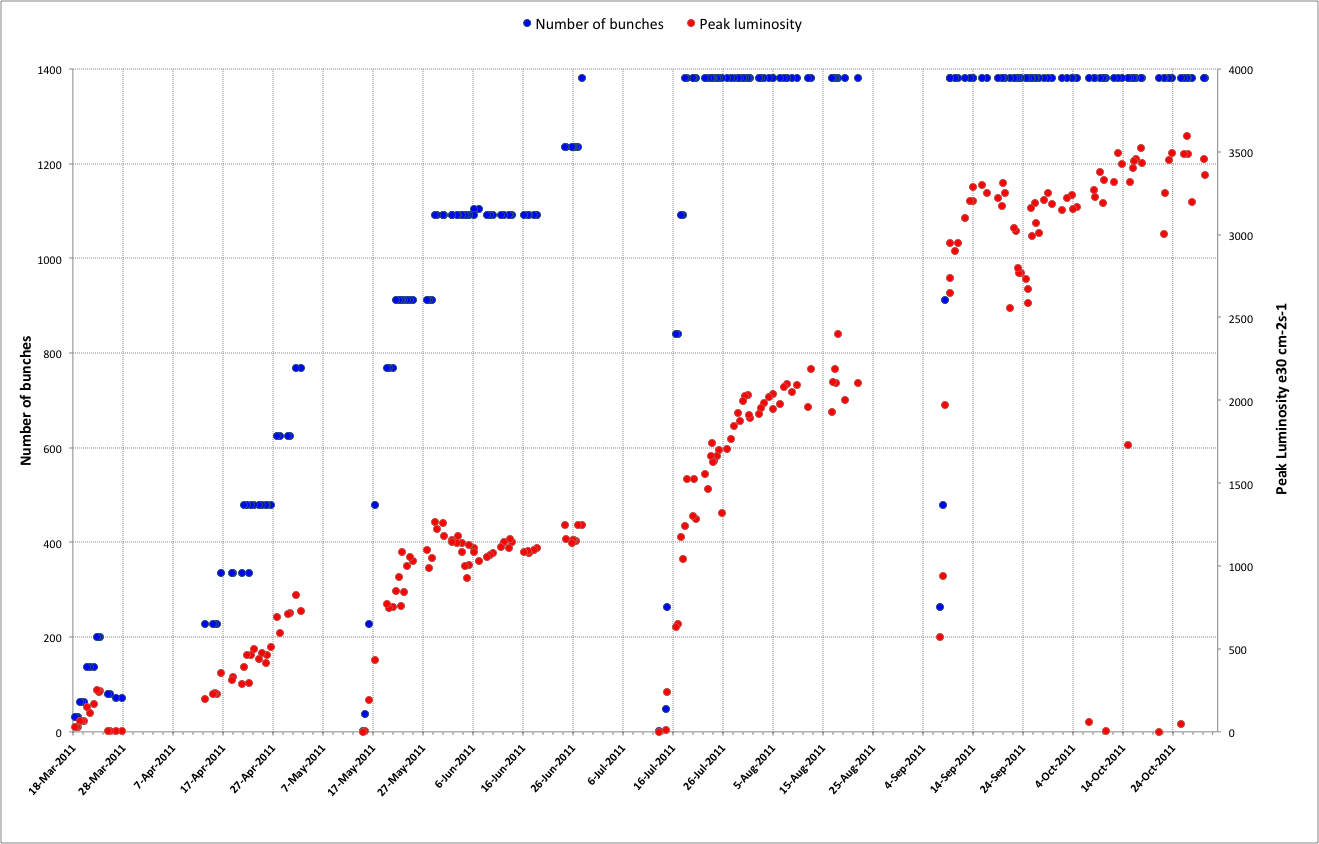 Number of bunches Peak luminosity
1400 4000
1200 3500
1000 3000
800 2500
600 2000
400 1500
200 1000
0 500
0
Number of bunches
Peak Luminosity e30 cm-2s-1
18-Mar-2011 28-Mar-2011 7-Apr-2011 17-Apr-2011 27-Apr-2011 7-May-2011 17-May-2011 27-May-2011 6-Jun-2011 16-Jun-2011 26-Jun-2011 6-Jul-2011 16-Jul-2011 26-Jul-2011 5-Aug-2011 15-Aug-2011 25-Aug-2011 4-Sep-2011 14-Sep-2011 24-Sep-2011 4-Oct-2011 14-Oct-2011 24-Oct-2011